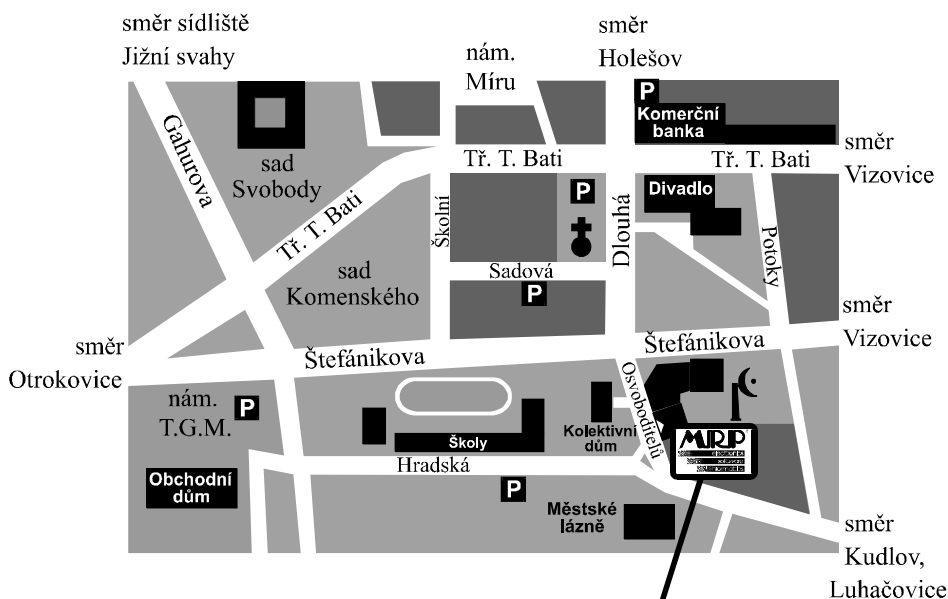 směr sídliště
Jižní svahy
směr
Holešov
nám.
Míru
P
Komerční
banka
směr
Vizovice
Gahurova
sad
Svobody
Tř. T. Bati
Tř. T. Bati
Tř. T. Bati
Školní
P
Dlouhá
Divadlo
Potoky
sad
Komenského
Sadová
P
směr
Vizovice
Štefánikova
Štefánikova
směr
Otrokovice
nám.
T.G.M.
P
Osvoboditelů
Kolektivní
dům
Školy
MRP
Hradská
Obchodní
dům
P
Městské
lázně
směr
Kudlov,
Luhačovice